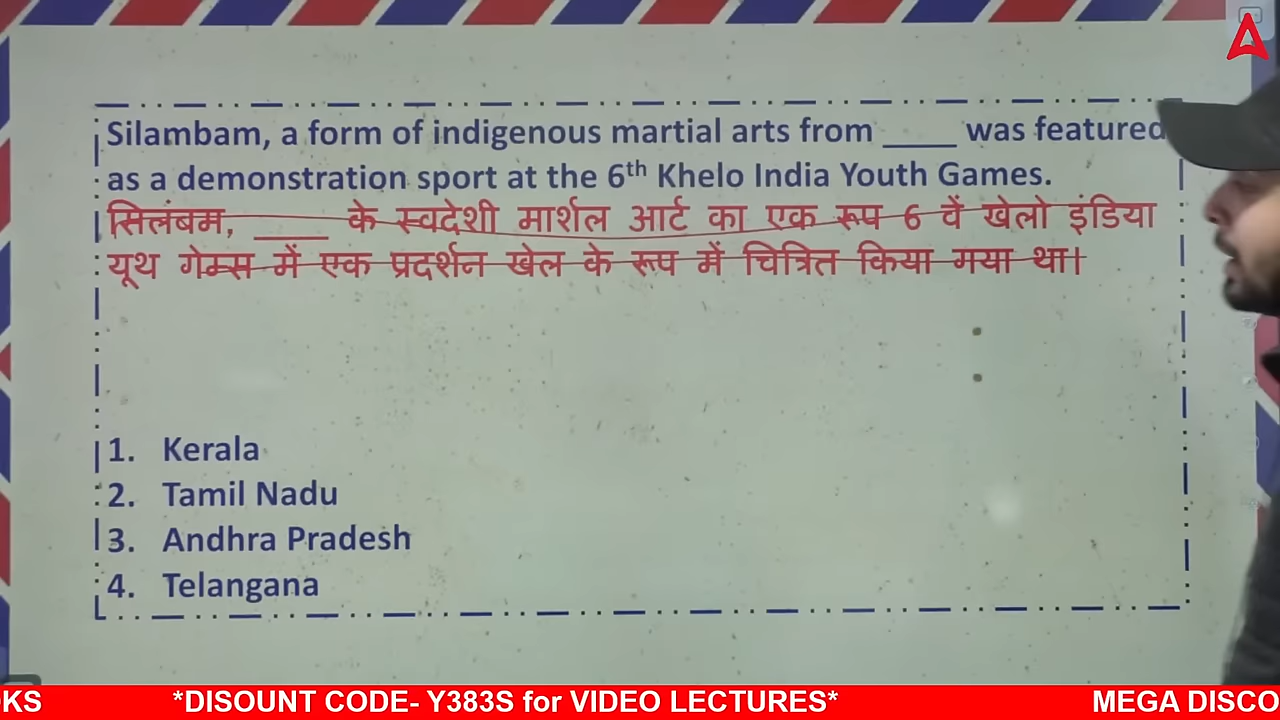 Silambam, a form of indigenous martial arts from ____ was featured
as a demonstration sport at the 6th Khelo India Youth Games.
सिलंबम, ____ के स्वदेशी मार्शल आर्ट का एक रूप 6 वें खेलो इंडिया
यूथ गेम्स में एक प्रदर्शन खेल के रूप में चित्रित किया गया था।
1. Kerala
2. Tamil Nadu
3. Andhra Pradesh
4. Telangana
OKS *DISOUNT CODE- Y383S for VIDEO LECTURES* MEGA DISCO